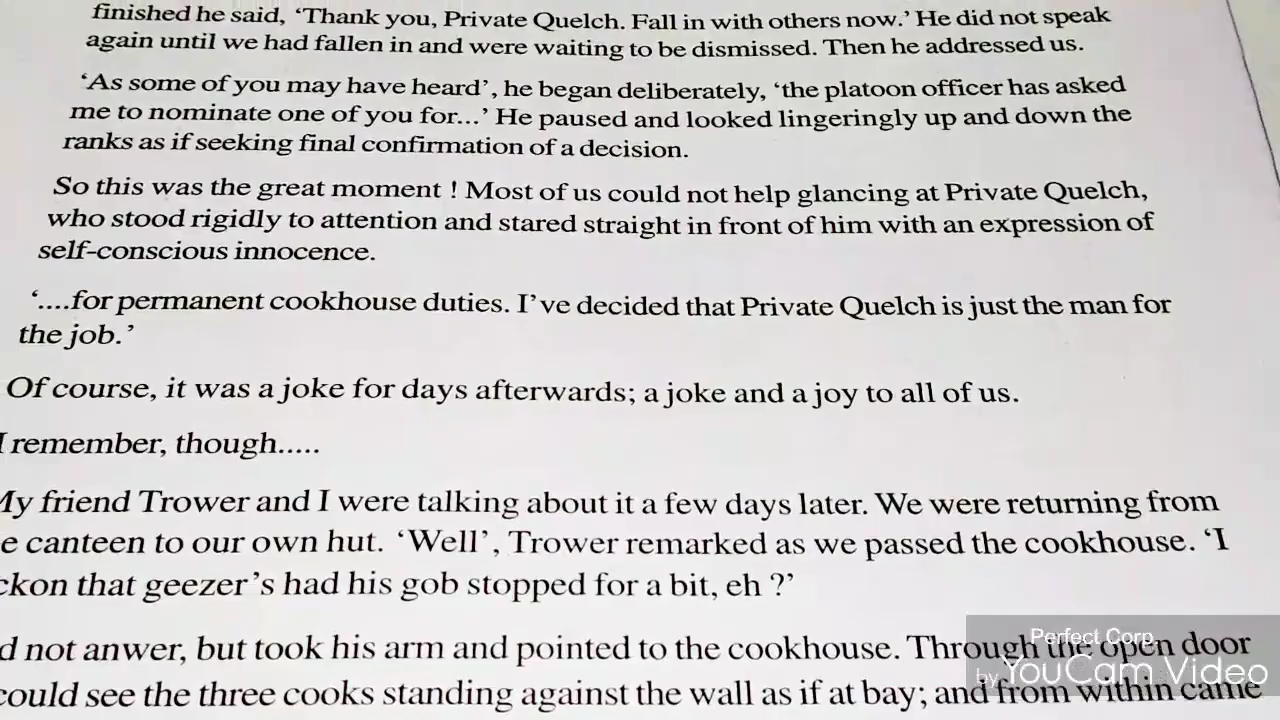 finished he said, ‘Thank you, Private Quelch. Fall in with others now.’ He did not speak
again until we had fallen in and were waiting to be dismissed. Then he addressed us.
‘As some of you may have heard’, he began deliberately, ‘the platoon officer has asked
me to nominate one of you for...’ He paused and looked lingeringly up and down the
ranks as if seeking final confirmation of a decision.
So this was the great moment ! Most of us could not help glancing at Private Quelch,
who stood rigidly to attention and stared straight in front of him with an expression of
self-conscious innocence.
‘....for permanent cookhouse duties. I’ve decided that Private Quelch is just the man for
the job.’
Of course, it was a joke for days afterwards; a joke and a joy to all of us.
I remember, though.....
My friend Trower and I were talking about it a few days later. We were returning from
e canteen to our own hut. ‘Well’, Trower remarked as we passed the cookhouse. ‘I
ckon that geezer’s had his gob stopped for a bit, eh ?’
d not anwer, but took his arm and pointed to the cookhouse. Through the open door
could see the three cooks standing against the wall as if at bay; and from within came
Perfect Corp.
by YouCam Video